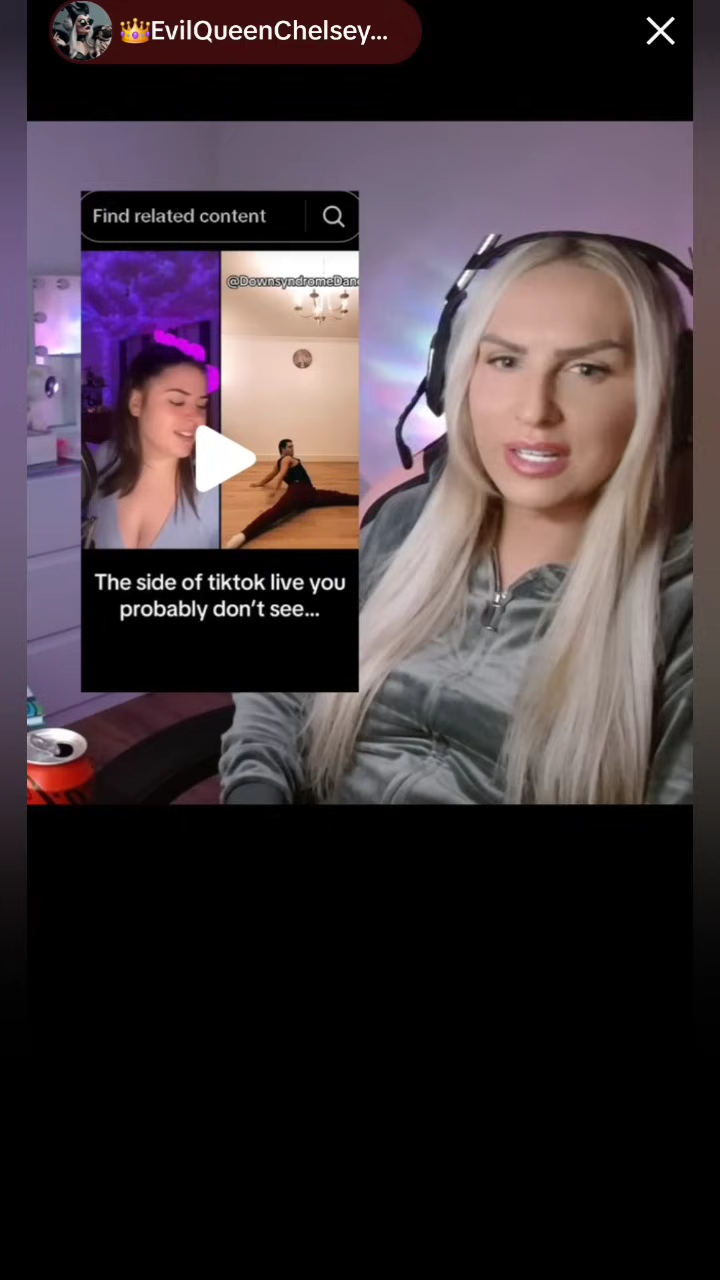 👑EvilQueenChelsey...
Find related content
@DownsyndromeDan
The side of tiktok live you
probably don't see...